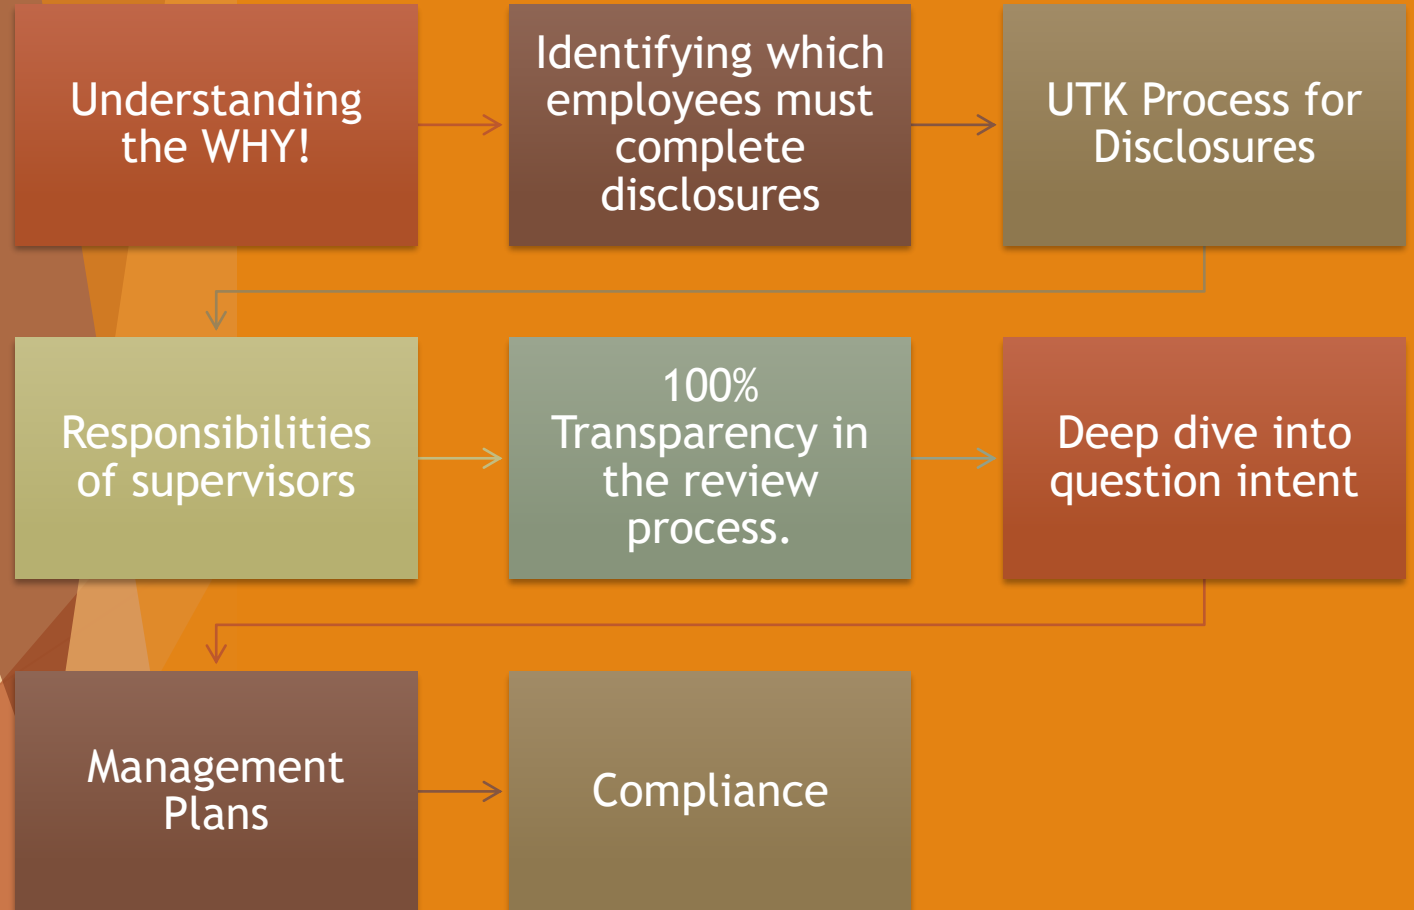 Understanding
the WHY!
Identifying which
employees must
complete
disclosures
UTK Process for
Disclosures
Responsibilities
of supervisors
100%
Transparency in
the review
process.
Deep dive into
question intent
Management
Plans
Compliance